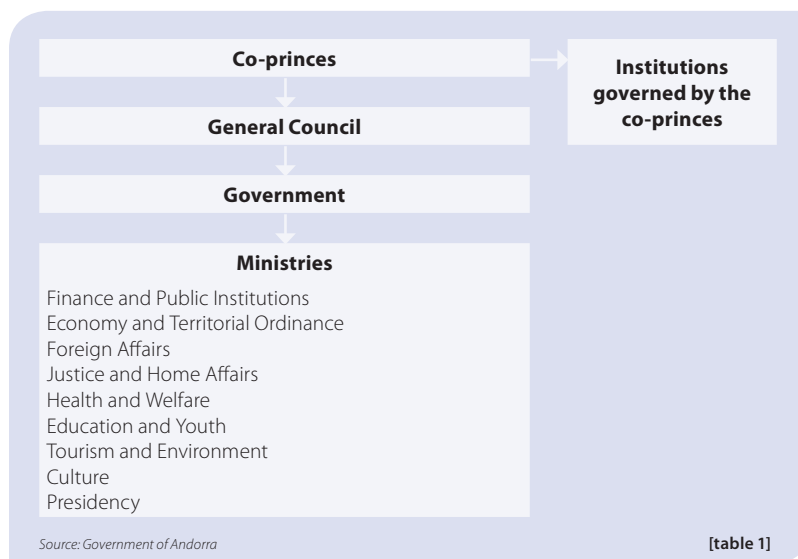 Co-princes
Institutions
governed by the
co-princes
General Council
Government
Ministries
Finance and Public Institutions
Economy and Territorial Ordinance
Foreign Affairs
Justice and Home Affairs
Health and Welfare
Education and Youth
Tourism and Environment
Culture
Presidency
Source: Government of Andorra
[table 1]